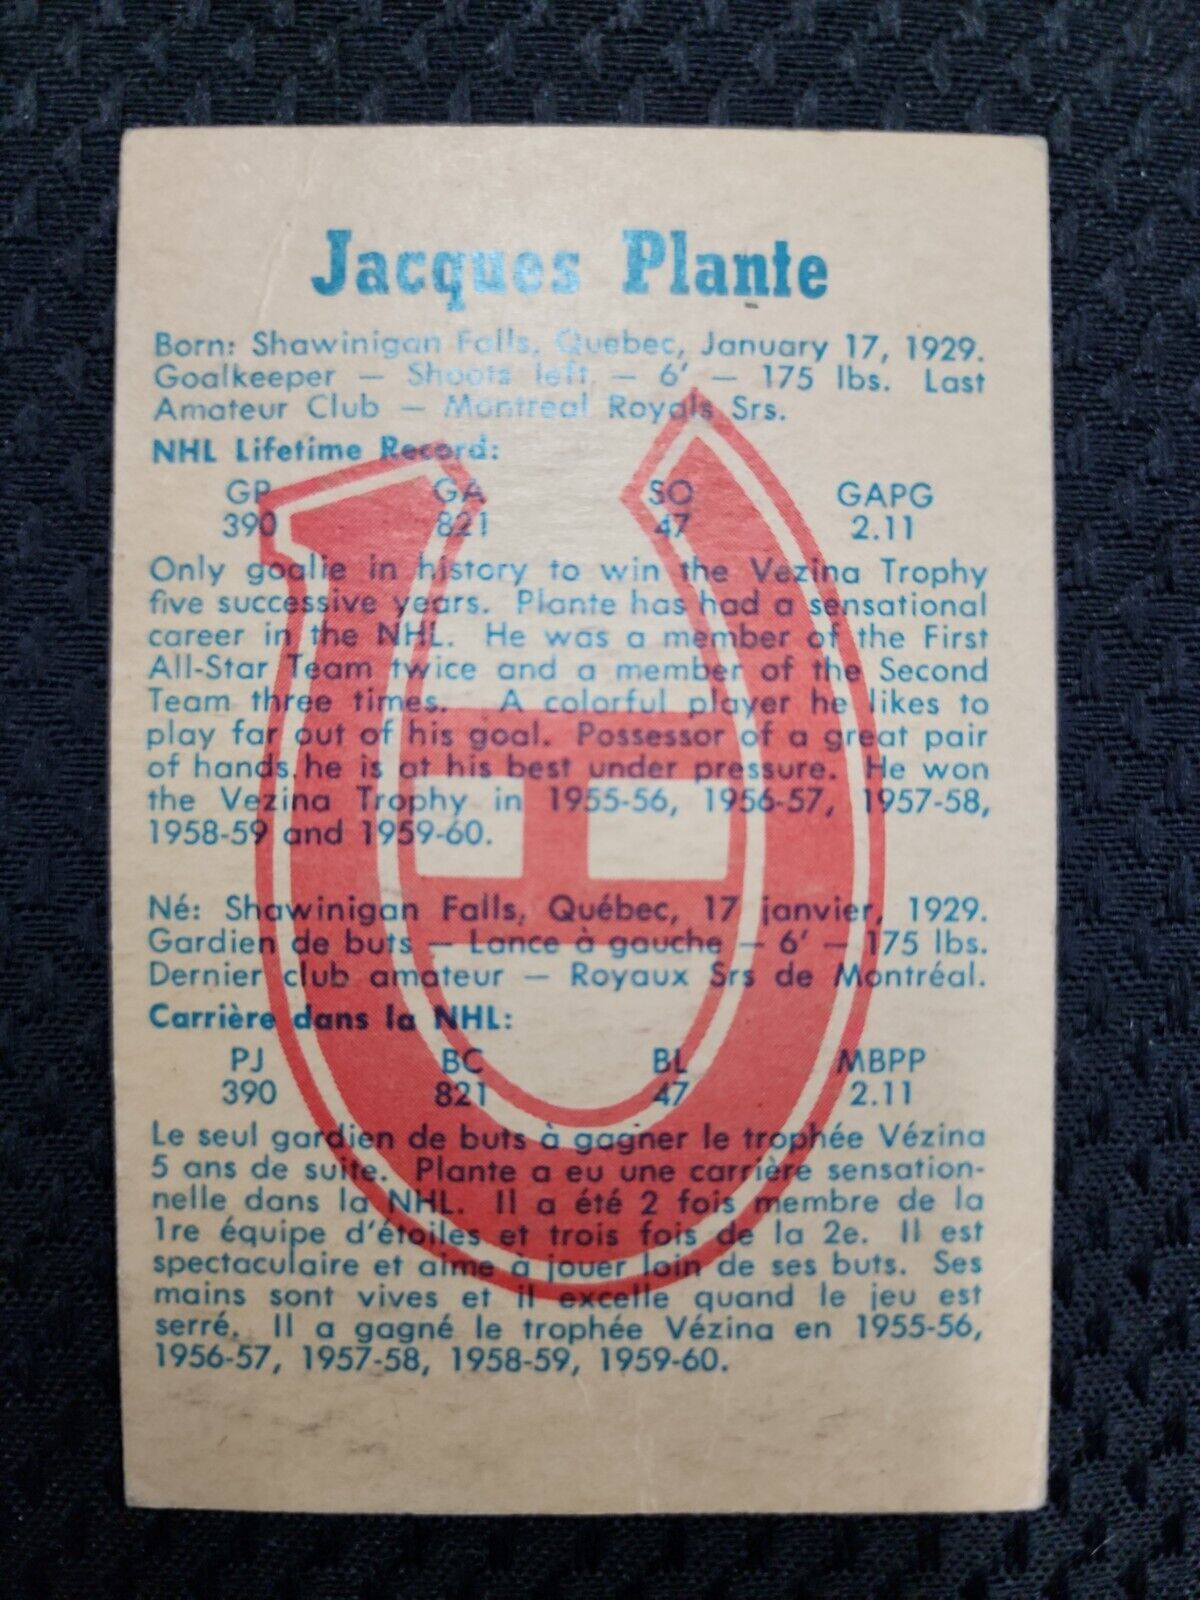 Jacques Plante
Born: Shawinigan Falls, Quebec, January 17, 1929.
Goalkeeper — Shoots left — 6' — 175 lbs. Last
Amateur Club — Montreal Royals Srs.
NHL Lifetime Record:
GP GA SO GAPG
390 821 47 2.11
Only goalie in history to win the Vezina Trophy
five successive years. Plante has had a sensational
career in the NHL. He was a member of the First
All-Star Team twice and a member of the Second
Team three times. A colorful player he likes to
play far out of his goal. Possessor of a great pair
of hands, he is at his best under pressure. He won
the Vezina Trophy in 1955-56, 1956-57, 1957-58,
1958-59 and 1959-60.
Né: Shawinigan Falls, Québec, 17 janvier, 1929.
Gardien de buts — Lance à gauche — 6' — 175 lbs.
Dernier club amateur — Royaux Srs de Montréal.
Carrière dans la NHL:
PJ BC BL MBPP
390 821 47 2.11
Le seul gardien de buts à gagner le trophée Vézina
5 ans de suite. Plante a eu une carrière sensation-
nelle dans la NHL. Il a été 2 fois membre de la
1re équipe d'étoiles et trois fois de la 2e. Il est
spectaculaire et aime à jouer loin de ses buts. Ses
mains sont vives et il excelle quand le jeu est
serré. Il a gagné le trophée Vézina en 1955-56,
1956-57, 1957-58, 1958-59, 1959-60.